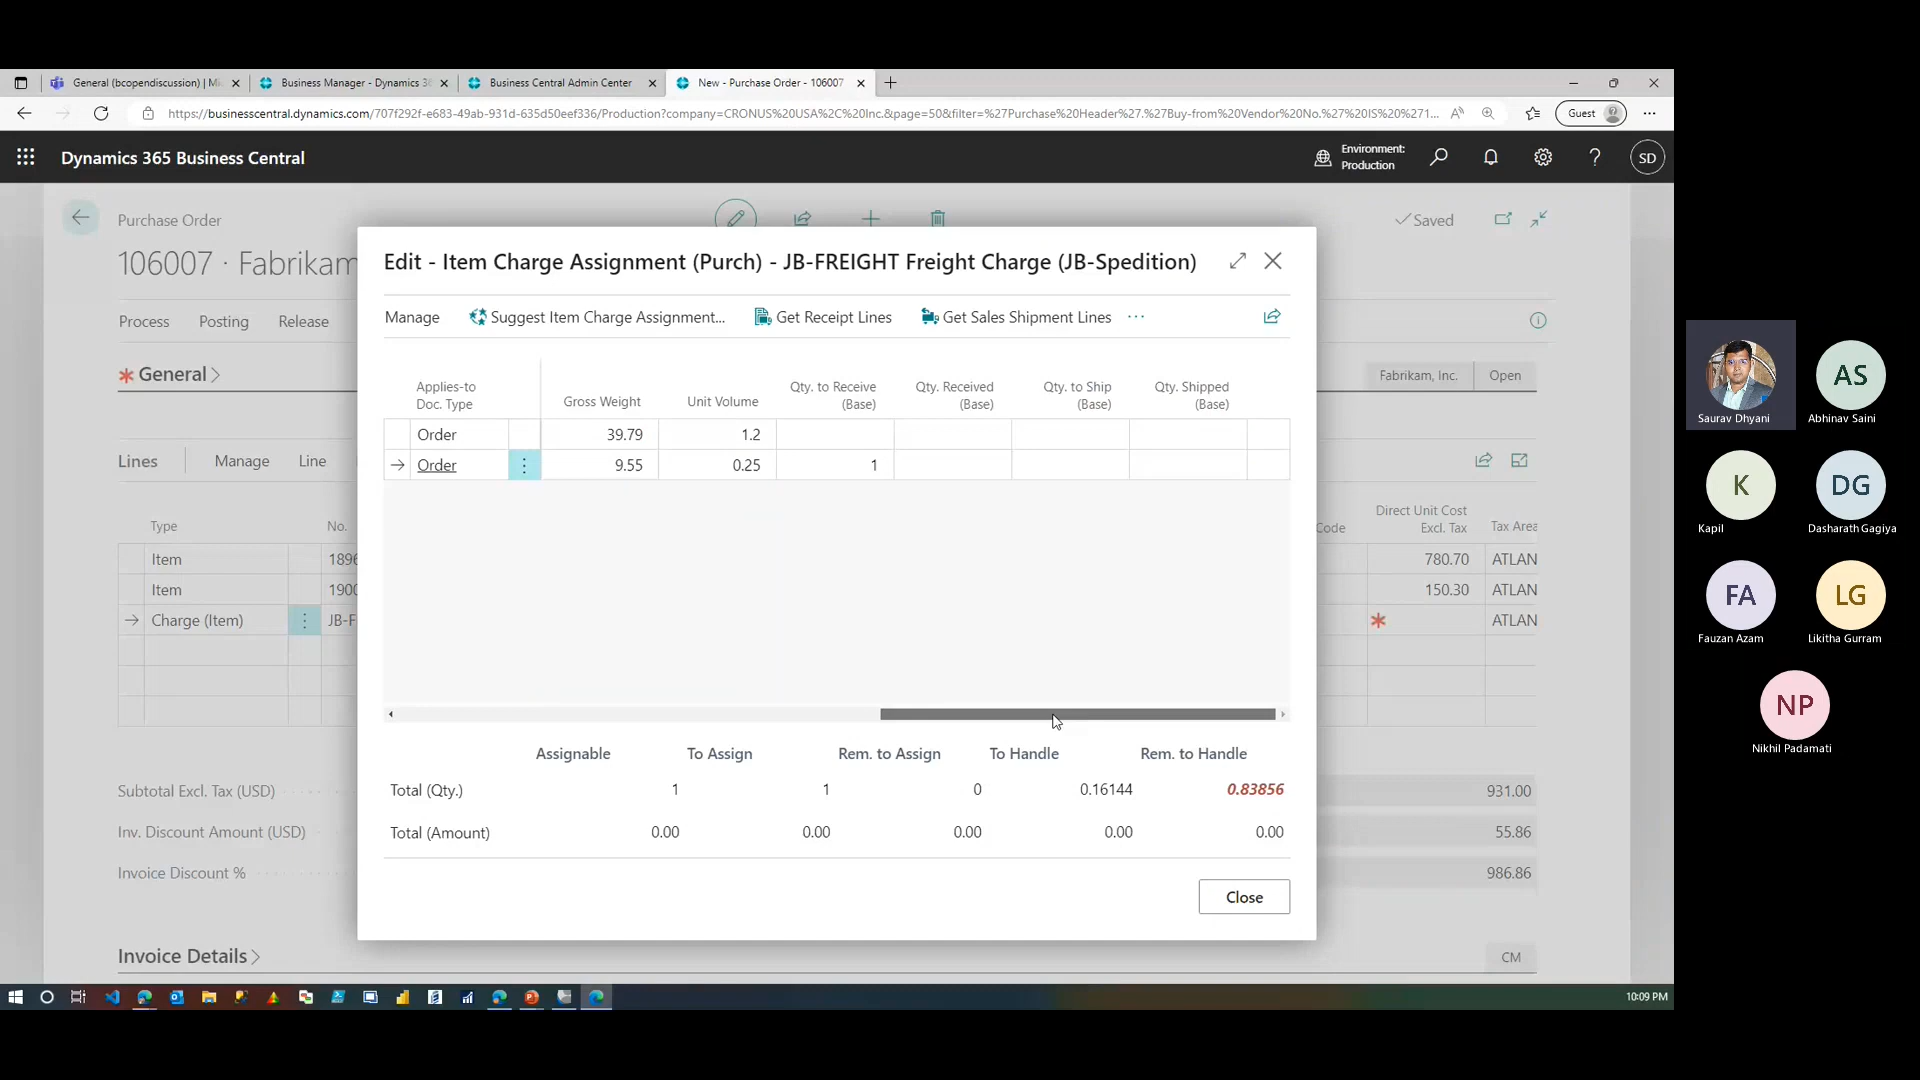 General (bcopendiscussion) | Mi
Business Manager - Dynamics 36
Business Central Admin Center
New - Purchase Order - 106007
https://businesscentral.dynamics.com/707f292f-e683-49ab-931d-635d50eef336/Production?company=CRONUS%20USA%2C%20Inc.&page=50&filter=%27Purchase%20Header%27.%27Buy-from%20Vendor%20No.%27%20IS%20%271...
Guest
Dynamics 365 Business Central
Environment:
Production
SD
Purchase Order
Saved
106007 · Fabrikam
Process Posting Release
General
Fabrikam, Inc. Open
Lines Manage Line
Type No. Code Direct Unit Cost Excl. Tax Tax Area
Item 1896 780.70 ATLAN
Item 1900 150.30 ATLAN
Charge (Item) JB-F * ATLAN
Subtotal Excl. Tax (USD) 931.00
Inv. Discount Amount (USD) 55.86
Invoice Discount % 986.86
Invoice Details CM
Edit - Item Charge Assignment (Purch) - JB-FREIGHT Freight Charge (JB-Spedition)
Manage Suggest Item Charge Assignment... Get Receipt Lines Get Sales Shipment Lines ...
Applies-to Doc. Type Gross Weight Unit Volume Qty. to Receive (Base) Qty. Received (Base) Qty. to Ship (Base) Qty. Shipped (Base)
Order 39.79 1.2
Order 9.55 0.25 1
Assignable To Assign Rem. to Assign To Handle Rem. to Handle
Total (Qty.) 1 1 0 0.16144 0.83856
Total (Amount) 0.00 0.00 0.00 0.00 0.00
Close
10:09 PM
Saurav Dhyani
AS
Abhinav Saini
K
Kapil
DG
Dasharath Gagiya
FA
Fauzan Azam
LG
Likitha Gurram
NP
Nikhil Padamati